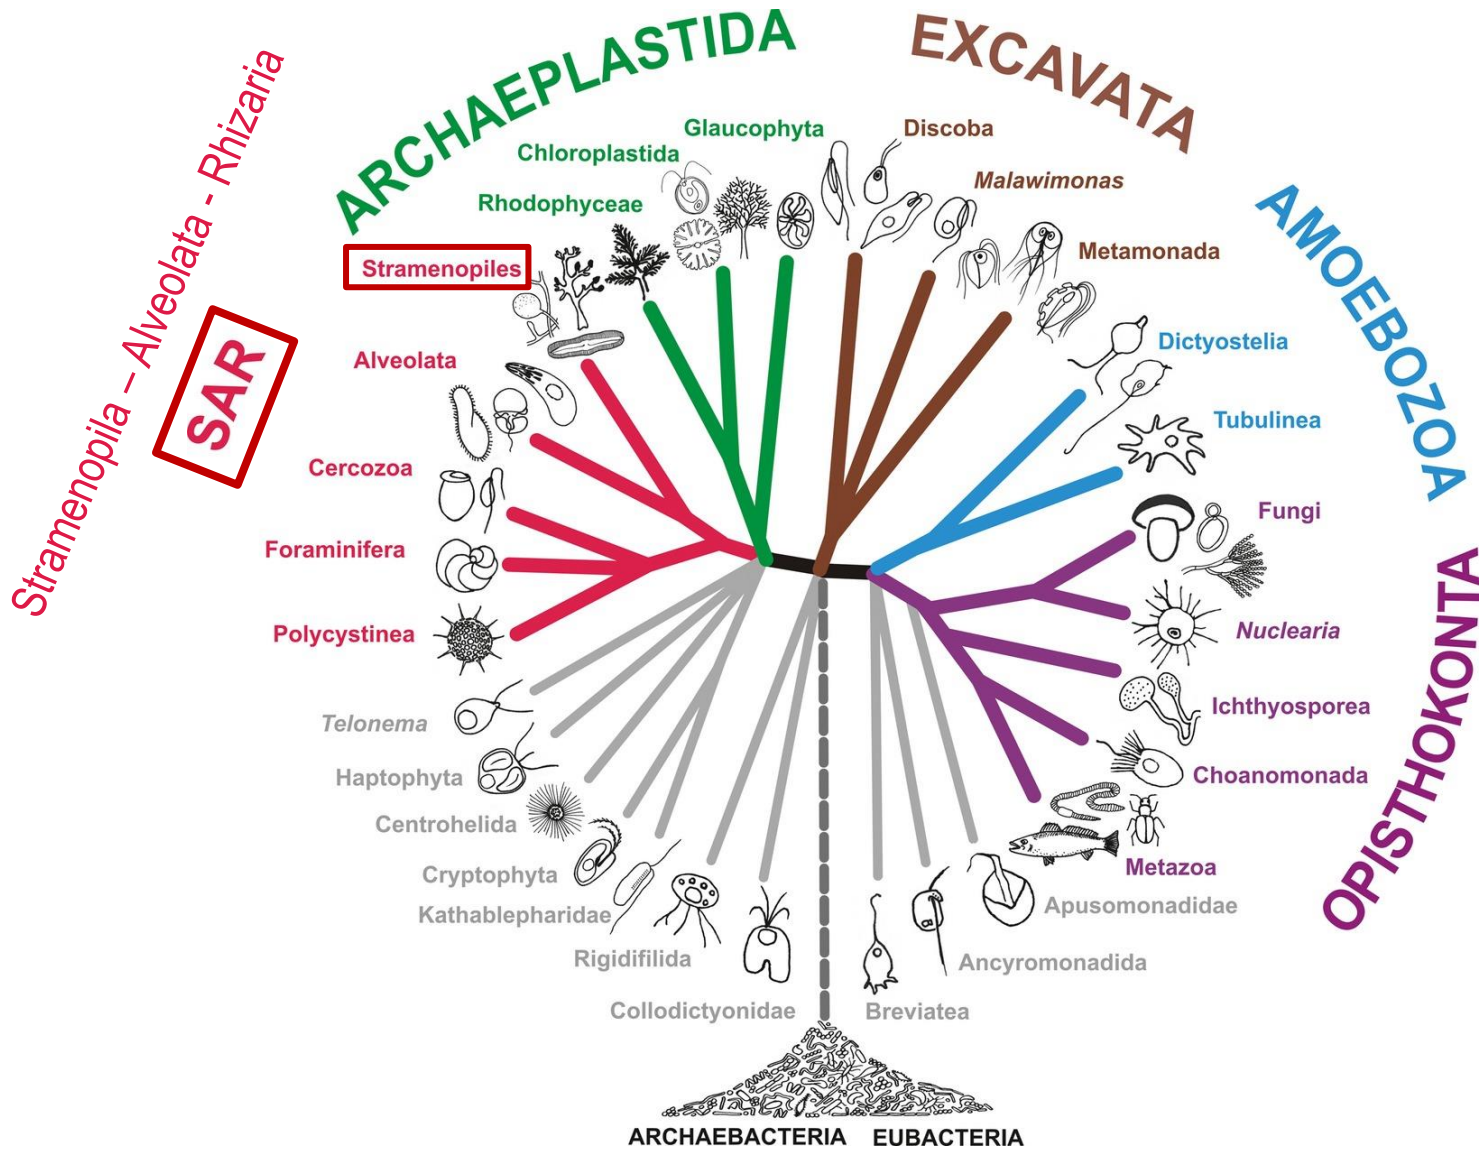 Stramenopila – Alveolata - Rhizaria
SAR
ARCHAEPLASTIDA
EXCAVATA
AMOEBOZOA
OPISTHOKONTA
Glaucophyta
Chloroplastida
Rhodophyceae
Stramenopiles
Alveolata
Cercozoa
Foraminifera
Polycystinea
Telonema
Haptophyta
Centrohelida
Cryptophyta
Kathablepharidae
Rigidifilida
Collodictyonidae
Discoba
Malawimonas
Metamonada
Dictyostelia
Tubulinea
Fungi
Nuclearia
Ichthyosporea
Choanomonada
Metazoa
Apusomonadidae
Ancyromonadida
Breviatea
ARCHAEBACTERIA EUBACTERIA